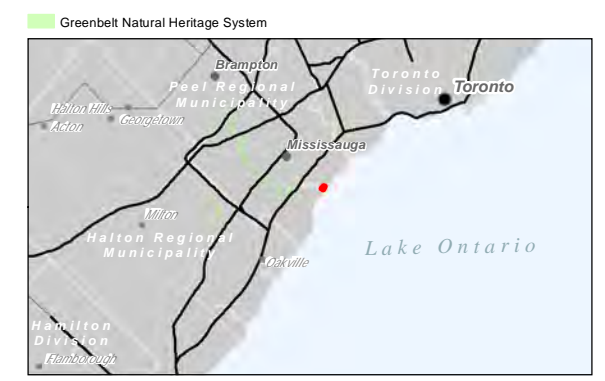 Greenbelt Natural Heritage System
Brampton
Peel Regional
Municipality
Toronto
Division
Toronto
Halton Hills
Acton
Georgetown
Mississauga
Milton
Halton Regional
Municipality
Lake Ontario
Oakville
Hamilton
Division
Flamborough